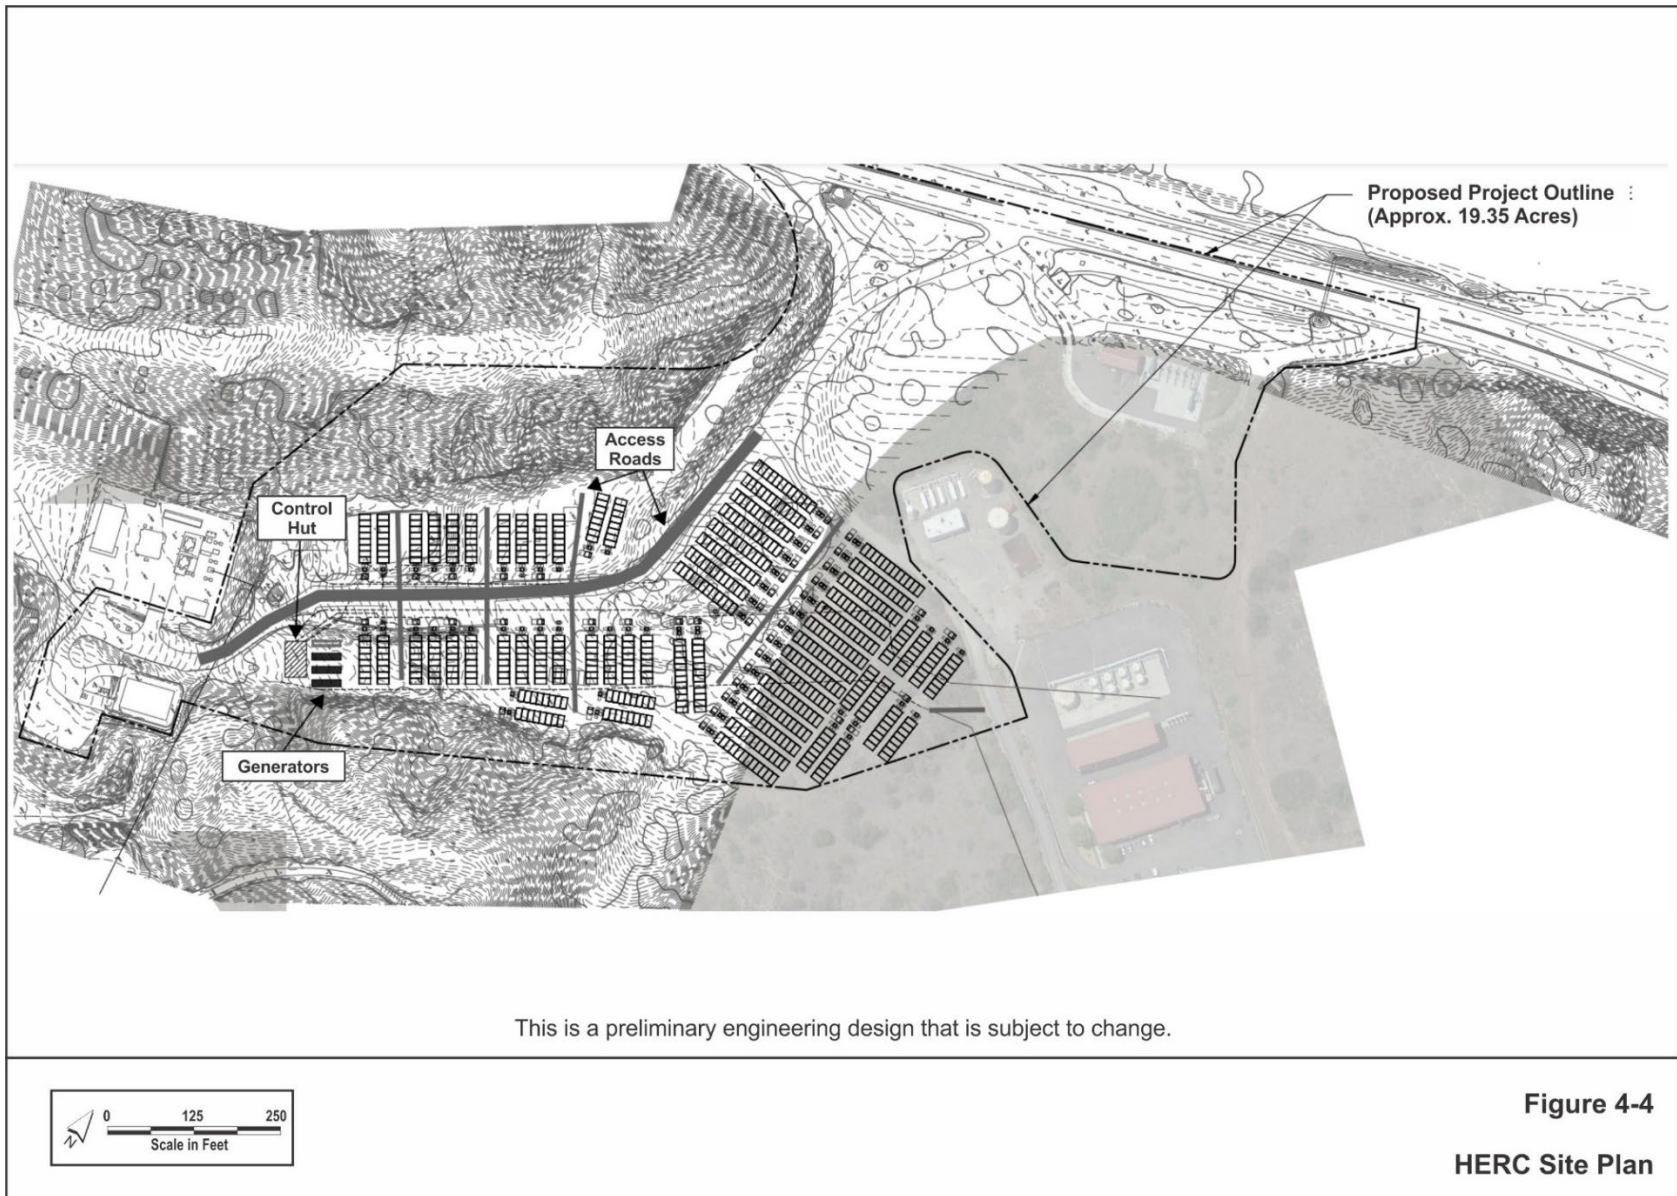 Proposed Project Outline
(Approx. 19.35 Acres)
Access
Roads
Control
Hut
Generators
This is a preliminary engineering design that is subject to change.
N
0 125 250
Scale in Feet
Figure 4-4
HERC Site Plan